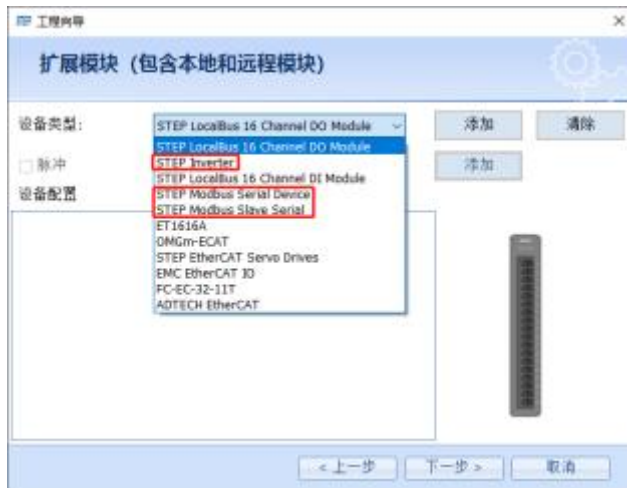 工程向导
扩展模块（包含本地和远程模块）
设备类型:
STEP LocalBus 16 Channel DO Module
添加
清除
STEP LocalBus 16 Channel DO Module
STEP Inverter
STEP LocalBus 16 Channel DI Module
STEP Modbus Serial Device
STEP Modbus Slave Serial
ET1616A
OMGm-ECAT
STEP EtherCAT Servo Drives
EMC EtherCAT IO
FC-EC-32-11T
ADTECH EtherCAT
脉冲
添加
设备配置
< 上一步
下一步 >
取消